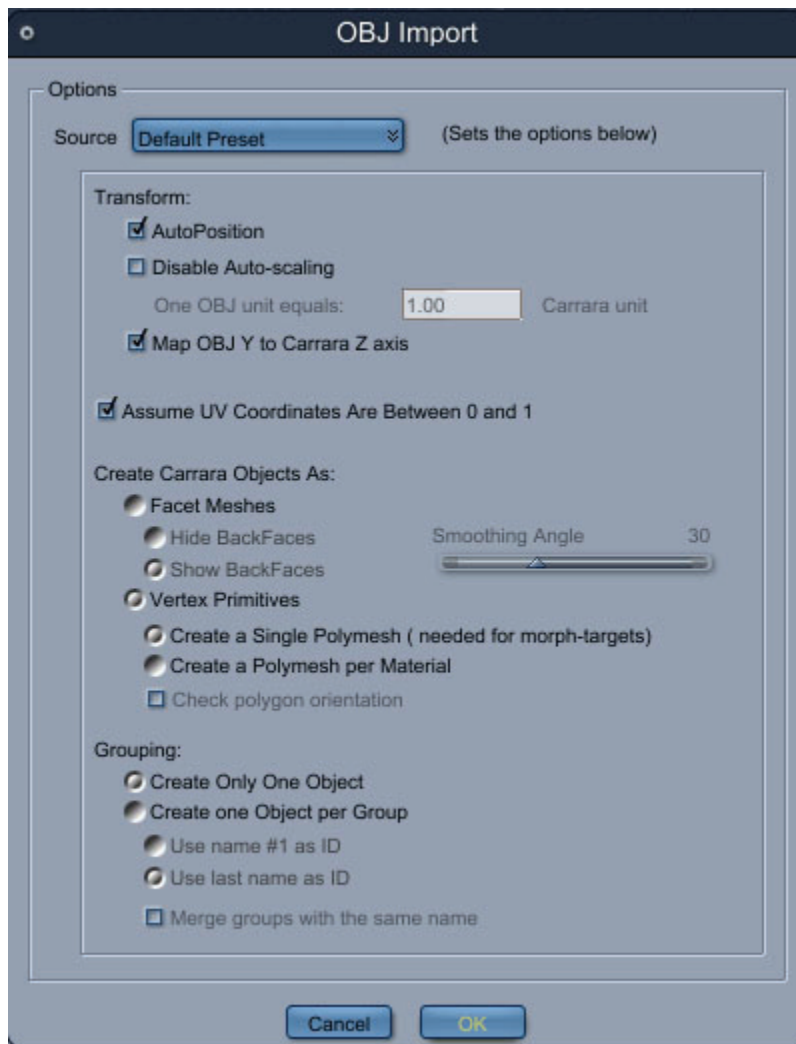 OBJ Import
Options
Source Default Preset (Sets the options below)
Transform:
AutoPosition
Disable Auto-scaling
One OBJ unit equals: 1.00 Carrara unit
Map OBJ Y to Carrara Z axis
Assume UV Coordinates Are Between 0 and 1
Create Carrara Objects As:
Facet Meshes
Hide BackFaces Smoothing Angle 30
Show BackFaces
Vertex Primitives
Create a Single Polymesh ( needed for morph-targets)
Create a Polymesh per Material
Check polygon orientation
Grouping:
Create Only One Object
Create one Object per Group
Use name #1 as ID
Use last name as ID
Merge groups with the same name
Cancel OK